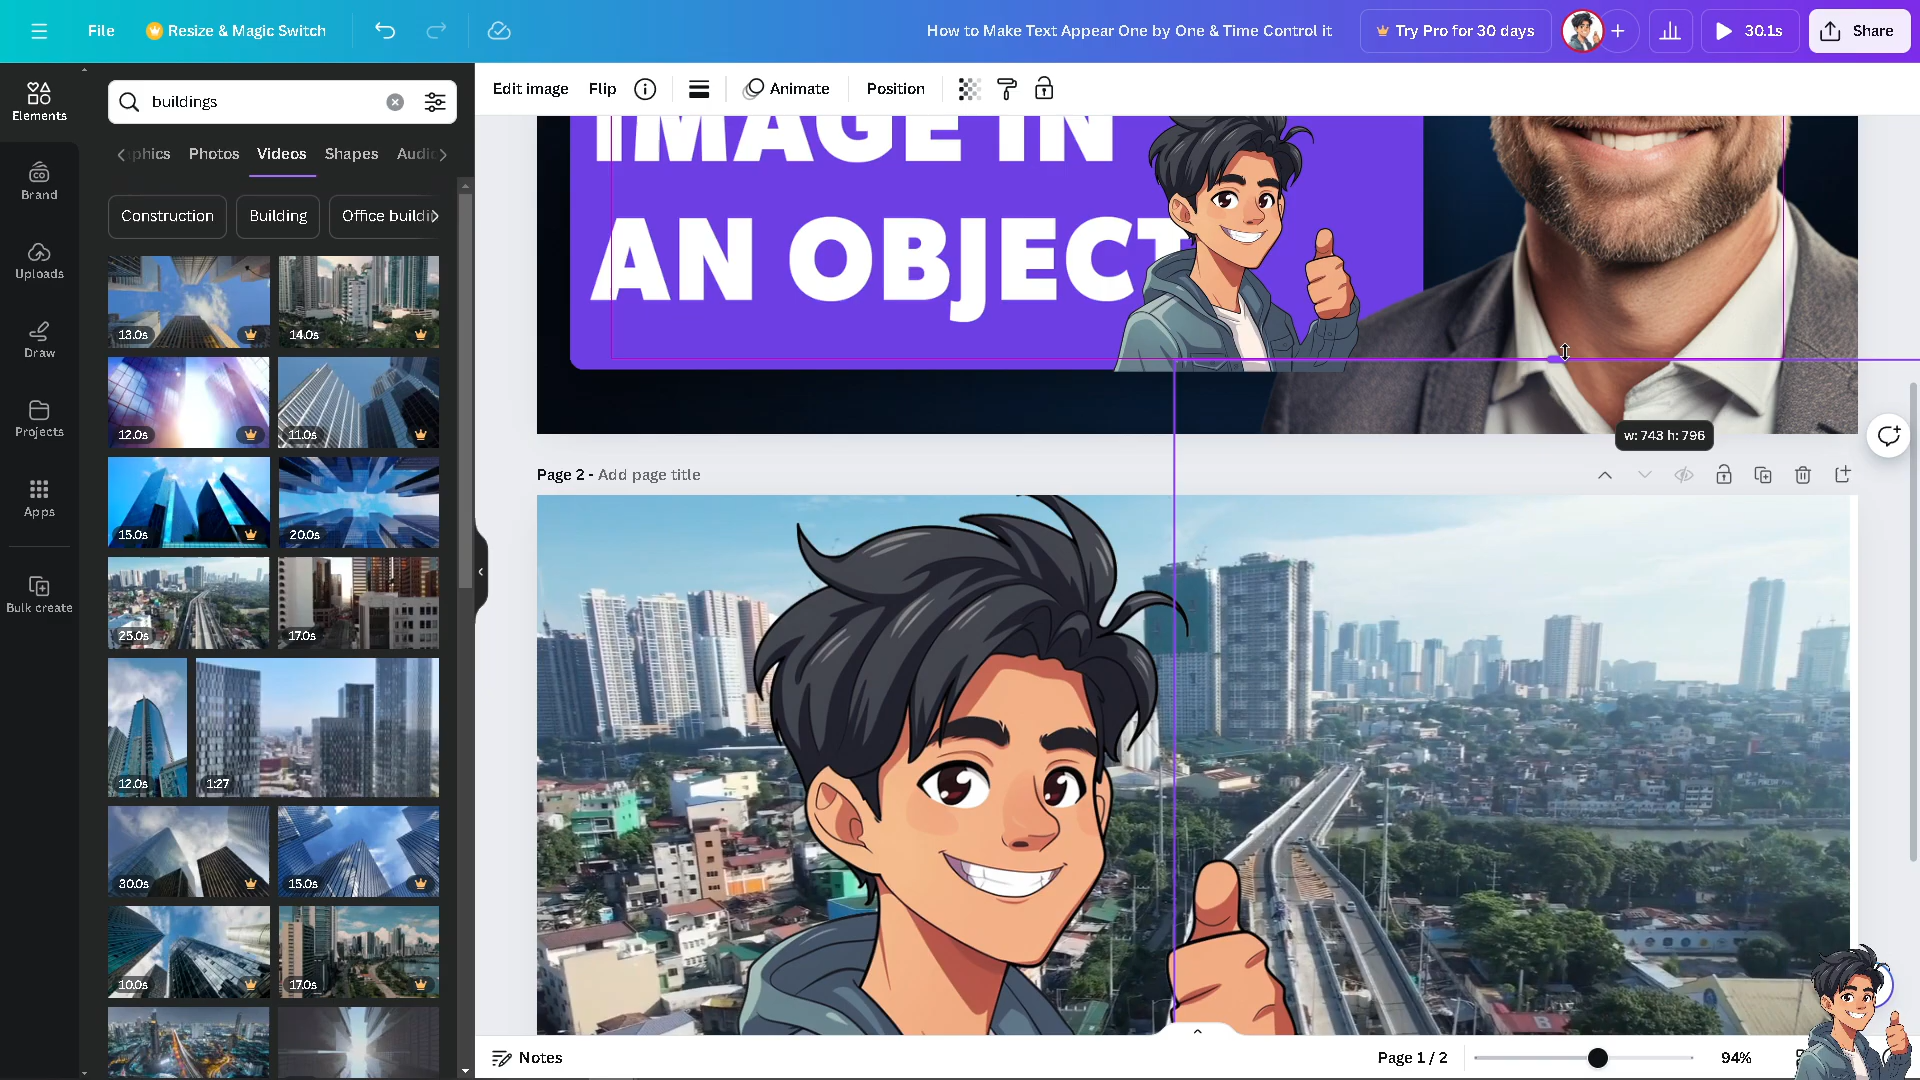 File
Resize & Magic Switch
How to Make Text Appear One by One & Time Control it
Try Pro for 30 days
30.1s
Share
Elements
Brand
Uploads
Draw
Projects
Apps
Bulk create
buildings
phics
Photos
Videos
Shapes
Audio
Construction
Building
Office buildi
13.0s
14.0s
12.0s
11.0s
15.0s
20.0s
25.0s
17.0s
12.0s
1:27
30.0s
15.0s
10.0s
17.0s
Edit image
Flip
Animate
Position
IMAGE IN
AN OBJECT
w: 743 h: 796
Page 2 - Add page title
Notes
Page 1 / 2
94%